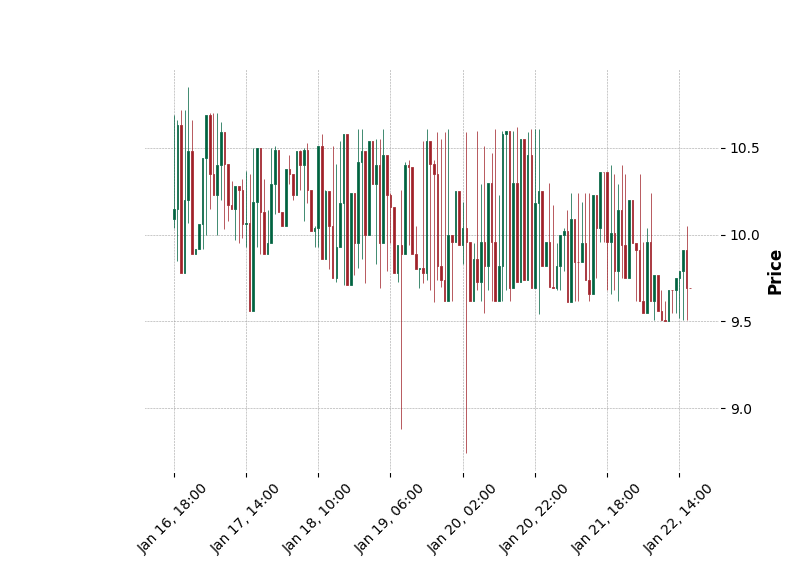 10.5
10.0
9.5
9.0
Price
Jan 16, 18:00
Jan 17, 14:00
Jan 18, 10:00
Jan 19, 06:00
Jan 20, 02:00
Jan 20, 22:00
Jan 21, 18:00
Jan 22, 14:00